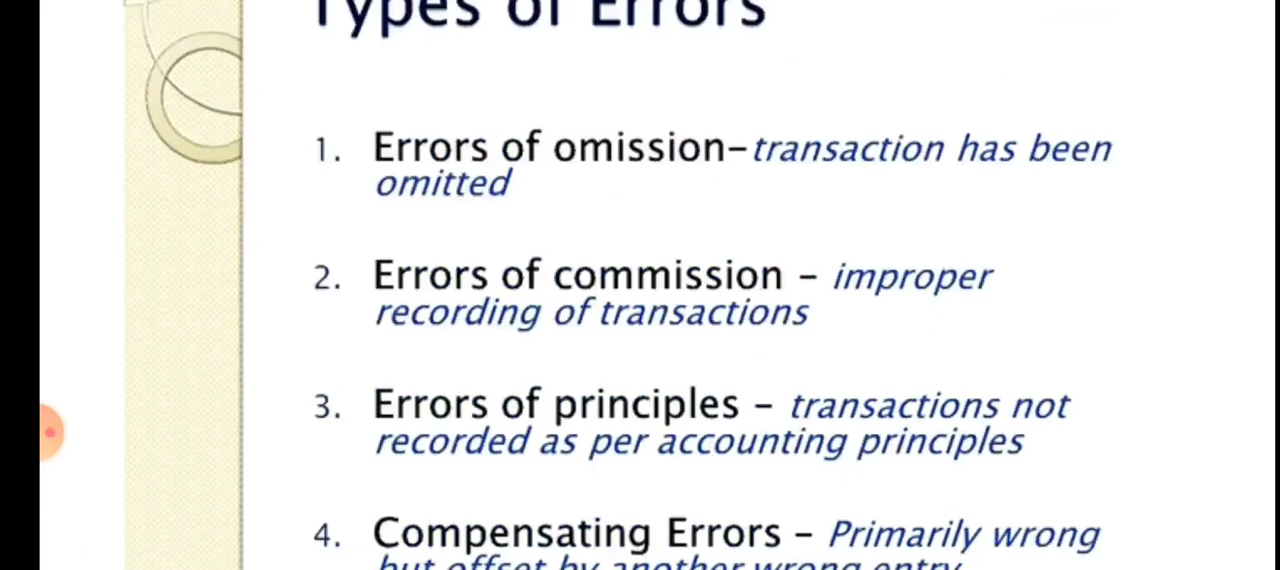 Types of Errors
1. Errors of omission–transaction has been
omitted
2. Errors of commission – improper
recording of transactions
3. Errors of principles – transactions not
recorded as per accounting principles
4. Compensating Errors – Primarily wrong
but offset by another wrong entry